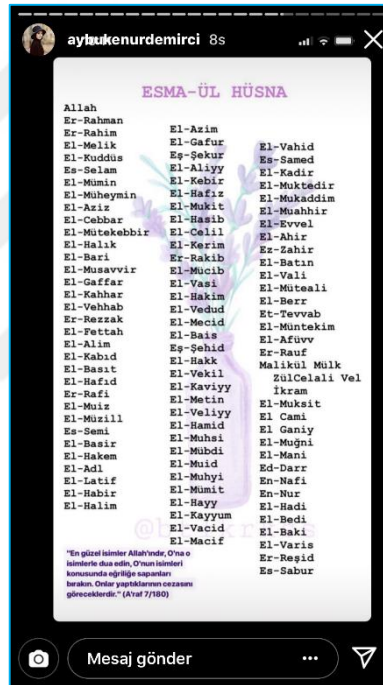 aybukenurdemirci 8s
ESMA-ÜL HÜSNA
Allah
Er-Rahman
Er-Rahim
El-Melik
El-Kuddüs
Es-Selam
El-Mümin
El-Müheymin
El-Aziz
El-Cebbar
El-Mütekebbir
El-Halık
El-Bari
El-Musavvir
El-Gaffar
El-Kahhar
El-Vehhab
Er-Rezzak
El-Fettah
El-Alim
El-Kabıd
El-Basıt
El-Hafıd
Er-Rafi
El-Muiz
El-Müzill
Es-Semi
El-Basir
El-Hakem
El-Adl
El-Latif
El-Habir
El-Halim
El-Azim
El-Gafur
Eş-Şekur
El-Aliyy
El-Kebir
El-Hafız
El-Mukit
El-Hasib
El-Celil
El-Kerim
Er-Rakib
El-Mücib
El-Vasi
El-Hakim
El-Vedud
El-Mecid
El-Bais
Eş-Şehid
El-Hakk
El-Vekil
El-Kaviyy
El-Metin
El-Veliyy
El-Hamid
El-Muhsi
El-Mübdi
El-Muid
El-Muhyi
El-Mümit
El-Hayy
El-Kayyum
El-Vacid
El-Macif
El-Vahid
Es-Samed
El-Kadir
El-Muktedir
El-Mukaddim
El-Muahhir
El-Evvel
El-Ahir
Ez-Zahir
El-Batın
El-Vali
El-Müteali
El-Berr
Et-Tevvab
El-Müntekim
El-Afüvv
Er-Rauf
Malikül Mülk
ZülCelali Vel
İkram
El-Muksit
El Cami
El Ganiy
El-Muğni
El-Mani
Ed-Darr
En-Nafi
En-Nur
El-Hadi
El-Bedi
El-Baki
El-Varis
Er-Reşid
Es-Sabur
"En güzel isimler Allah'ındır, O'na o
isimlerle dua edin, O'nun isimleri
konusunda eğriliğe sapanları
bırakın. Onlar yaptıklarının cezasını
göreceklerdir." (A'raf 7/180)
Mesaj gönder